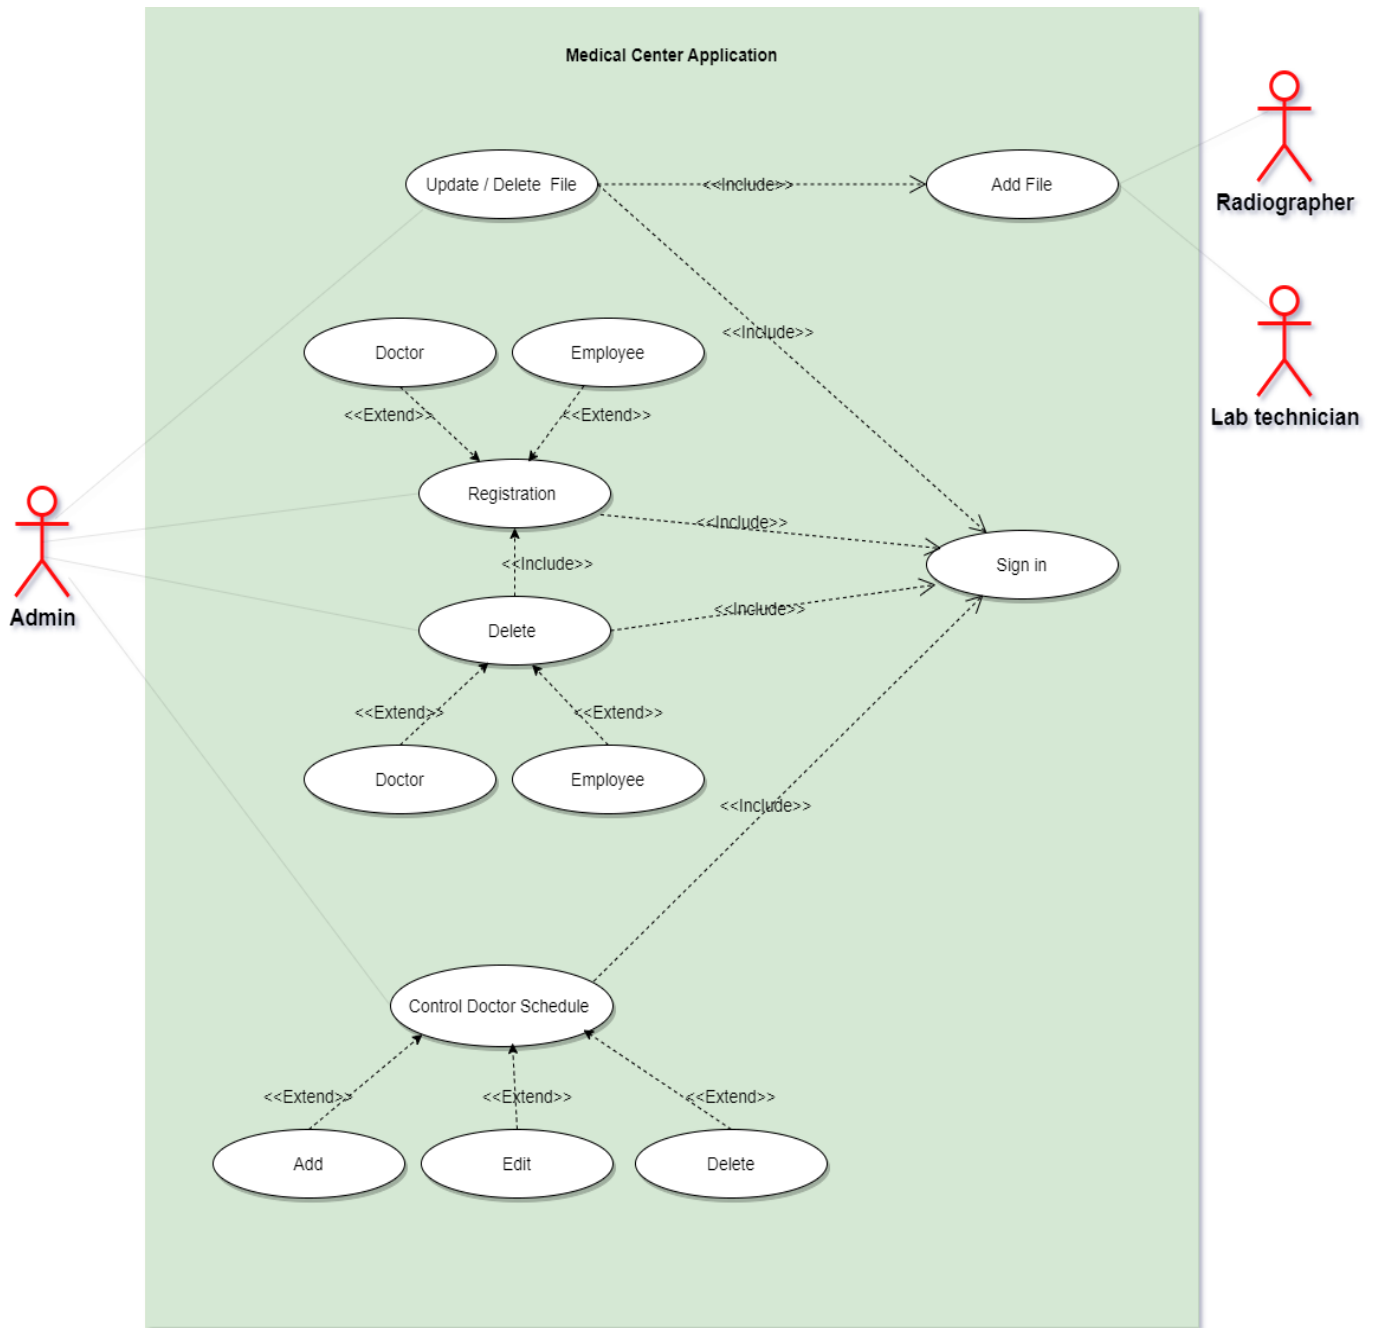 Medical Center Application
Update / Delete  File
<<Include>>
Add File
Radiographer
<<Include>>
Doctor
Employee
Lab technician
<<Extend>>
<<Extend>>
Registration
<<Include>>
<<Include>>
Sign in
Admin
Delete
<<Include>>
<<Extend>>
<<Extend>>
Doctor
Employee
<<Include>>
Control Doctor Schedule
<<Extend>>
<<Extend>>
<<Extend>>
Add
Edit
Delete